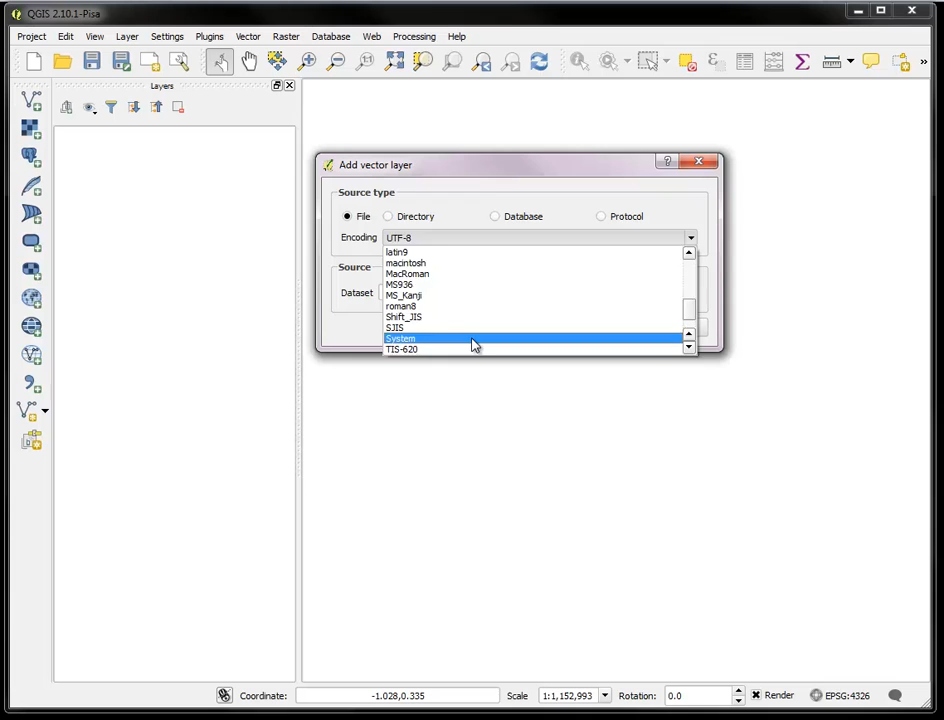 QGIS 2.10.1-Pisa
Project Edit View Layer Settings Plugins Vector Raster Database Web Processing Help
Layers
Add vector layer
Source type
File Directory Database Protocol
Encoding UTF-8
latin9
macintosh
MacRoman
MS936
MS_Kanji
roman8
Shift_JIS
SJIS
System
TIS-620
Source
Dataset
Coordinate: -1.028,0.335 Scale 1:1,152,993 Rotation: 0.0 Render EPSG:4326